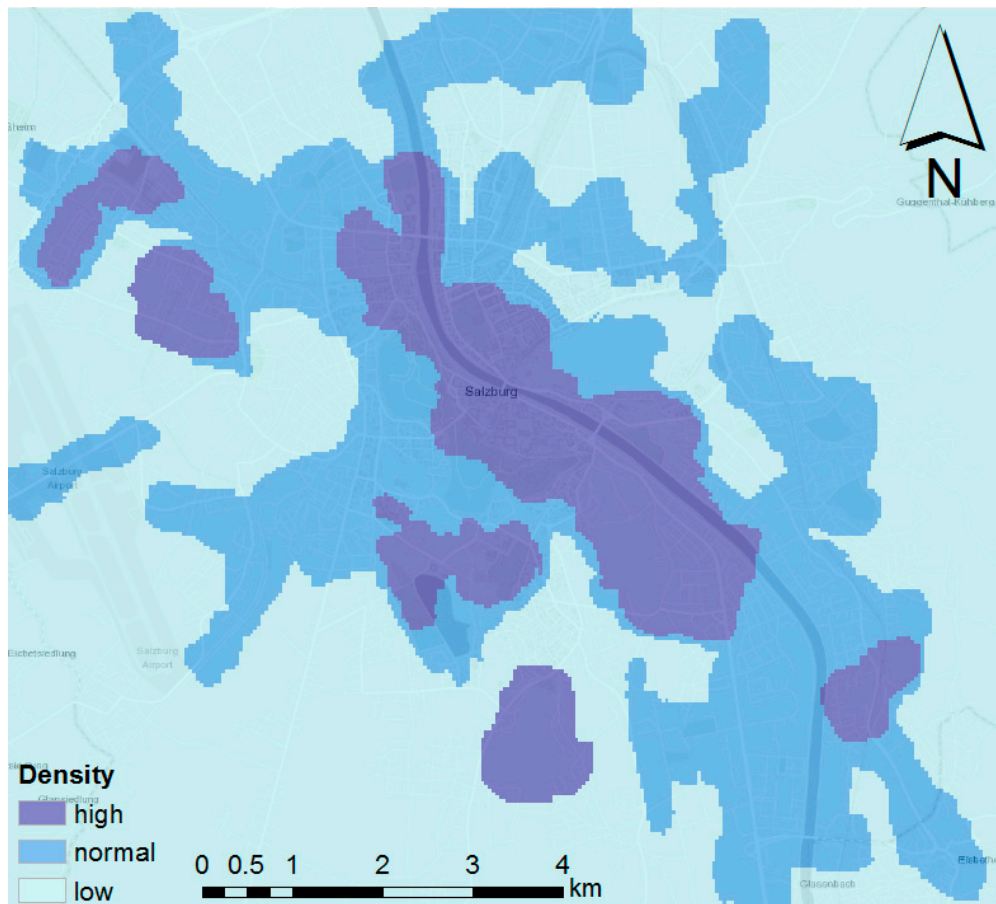 N
Guggenthal-Kühberg
Salzburg
Salzburg
Airport
Eichetsiedlung
Salzburg
Airport
Density
high
normal
low
0 0.5 1 2 3 4
km
Glasenbach